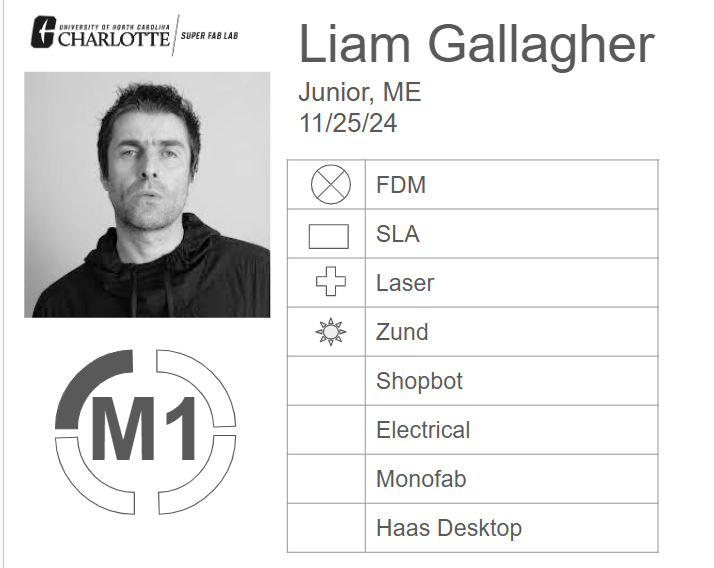 UNIVERSITY OF NORTH CAROLINA
CHARLOTTE
SUPER FAB LAB
Liam Gallagher
Junior, ME
11/25/24
FDM
SLA
Laser
Zund
Shopbot
Electrical
Monofab
Haas Desktop
M1